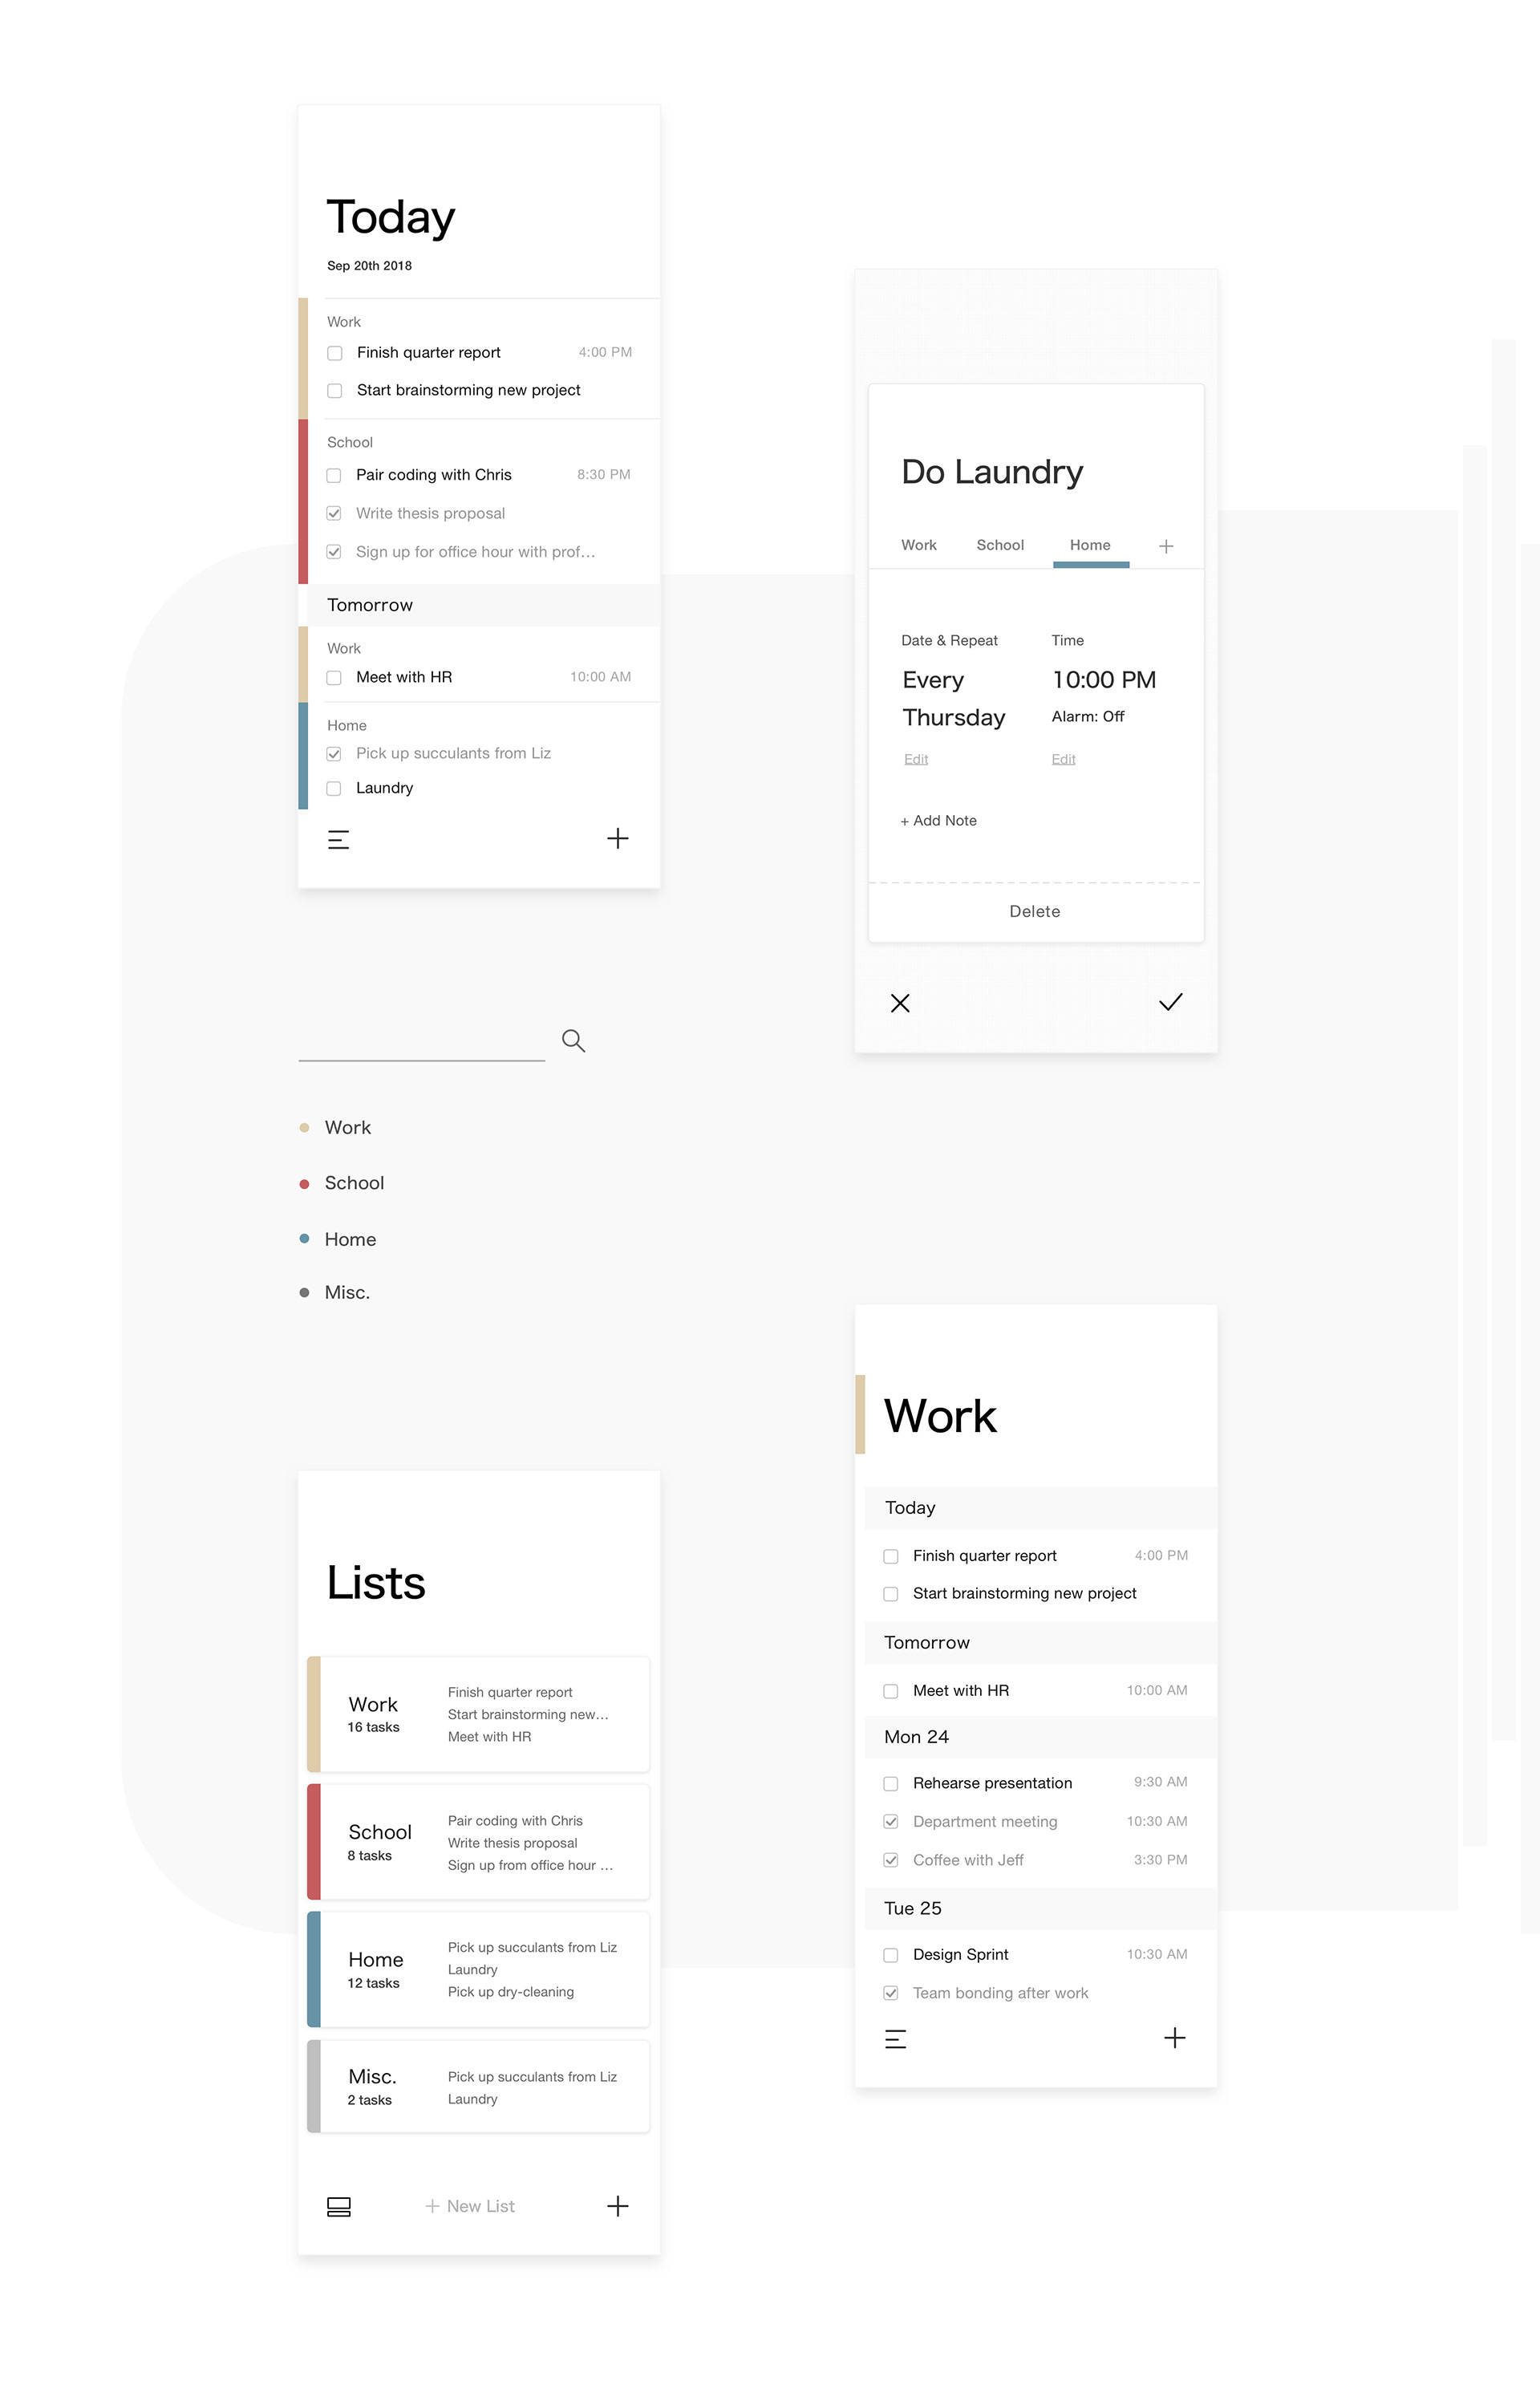 Today
Sep 20th 2018
Work
Finish quarter report 4:00 PM
Start brainstorming new project
School
Pair coding with Chris 8:30 PM
Write thesis proposal
Sign up for office hour with prof...
Tomorrow
Work
Meet with HR 10:00 AM
Home
Pick up succulants from Liz
Laundry
Do Laundry
Work School Home +
Date & Repeat Time
Every 10:00 PM
Thursday Alarm: Off
Edit Edit
+ Add Note
Delete
Work
School
Home
Misc.
Lists
Work
16 tasks
Finish quarter report
Start brainstorming new...
Meet with HR
School
8 tasks
Pair coding with Chris
Write thesis proposal
Sign up from office hour ...
Home
12 tasks
Pick up succulants from Liz
Laundry
Pick up dry-cleaning
Misc.
2 tasks
Pick up succulants from Liz
Laundry
+ New List
Work
Today
Finish quarter report 4:00 PM
Start brainstorming new project
Tomorrow
Meet with HR 10:00 AM
Mon 24
Rehearse presentation 9:30 AM
Department meeting 10:30 AM
Coffee with Jeff 3:30 PM
Tue 25
Design Sprint 10:30 AM
Team bonding after work